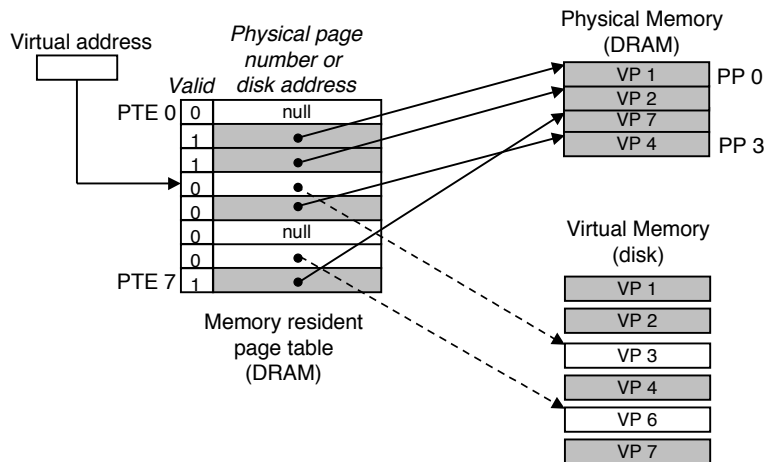 Virtual address
Physical page
number or
disk address
Valid
PTE 0
0
null
1
1
0
0
0
null
0
PTE 7
1
Memory resident
page table
(DRAM)
Physical Memory
(DRAM)
VP 1
PP 0
VP 2
VP 7
VP 4
PP 3
Virtual Memory
(disk)
VP 1
VP 2
VP 3
VP 4
VP 6
VP 7